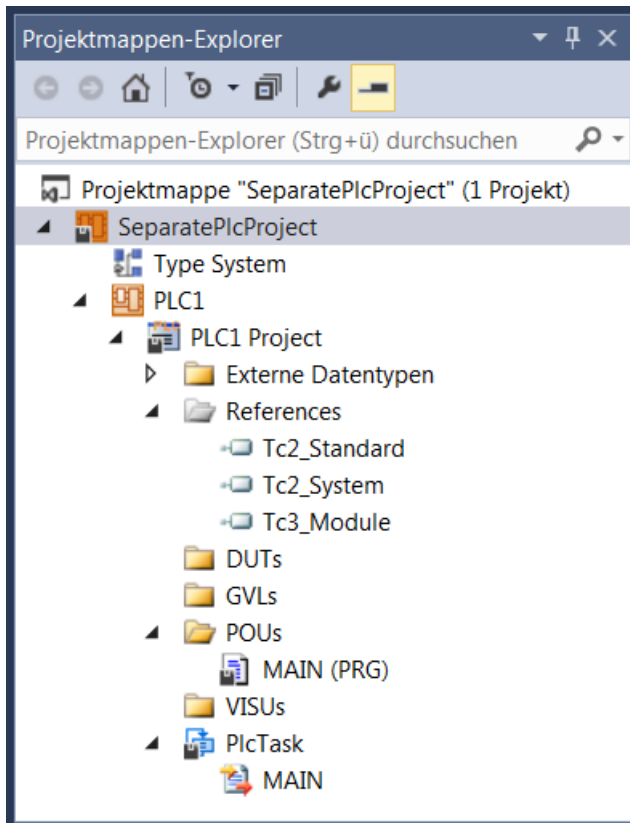 Projektmappen-Explorer
Projektmappen-Explorer (Strg+ü) durchsuchen
Projektmappe "SeparatePlcProject" (1 Projekt)
SeparatePlcProject
Type System
PLC1
PLC1 Project
Externe Datentypen
References
Tc2_Standard
Tc2_System
Tc3_Module
DUTs
GVLs
POUs
MAIN (PRG)
VISUs
PlcTask
MAIN